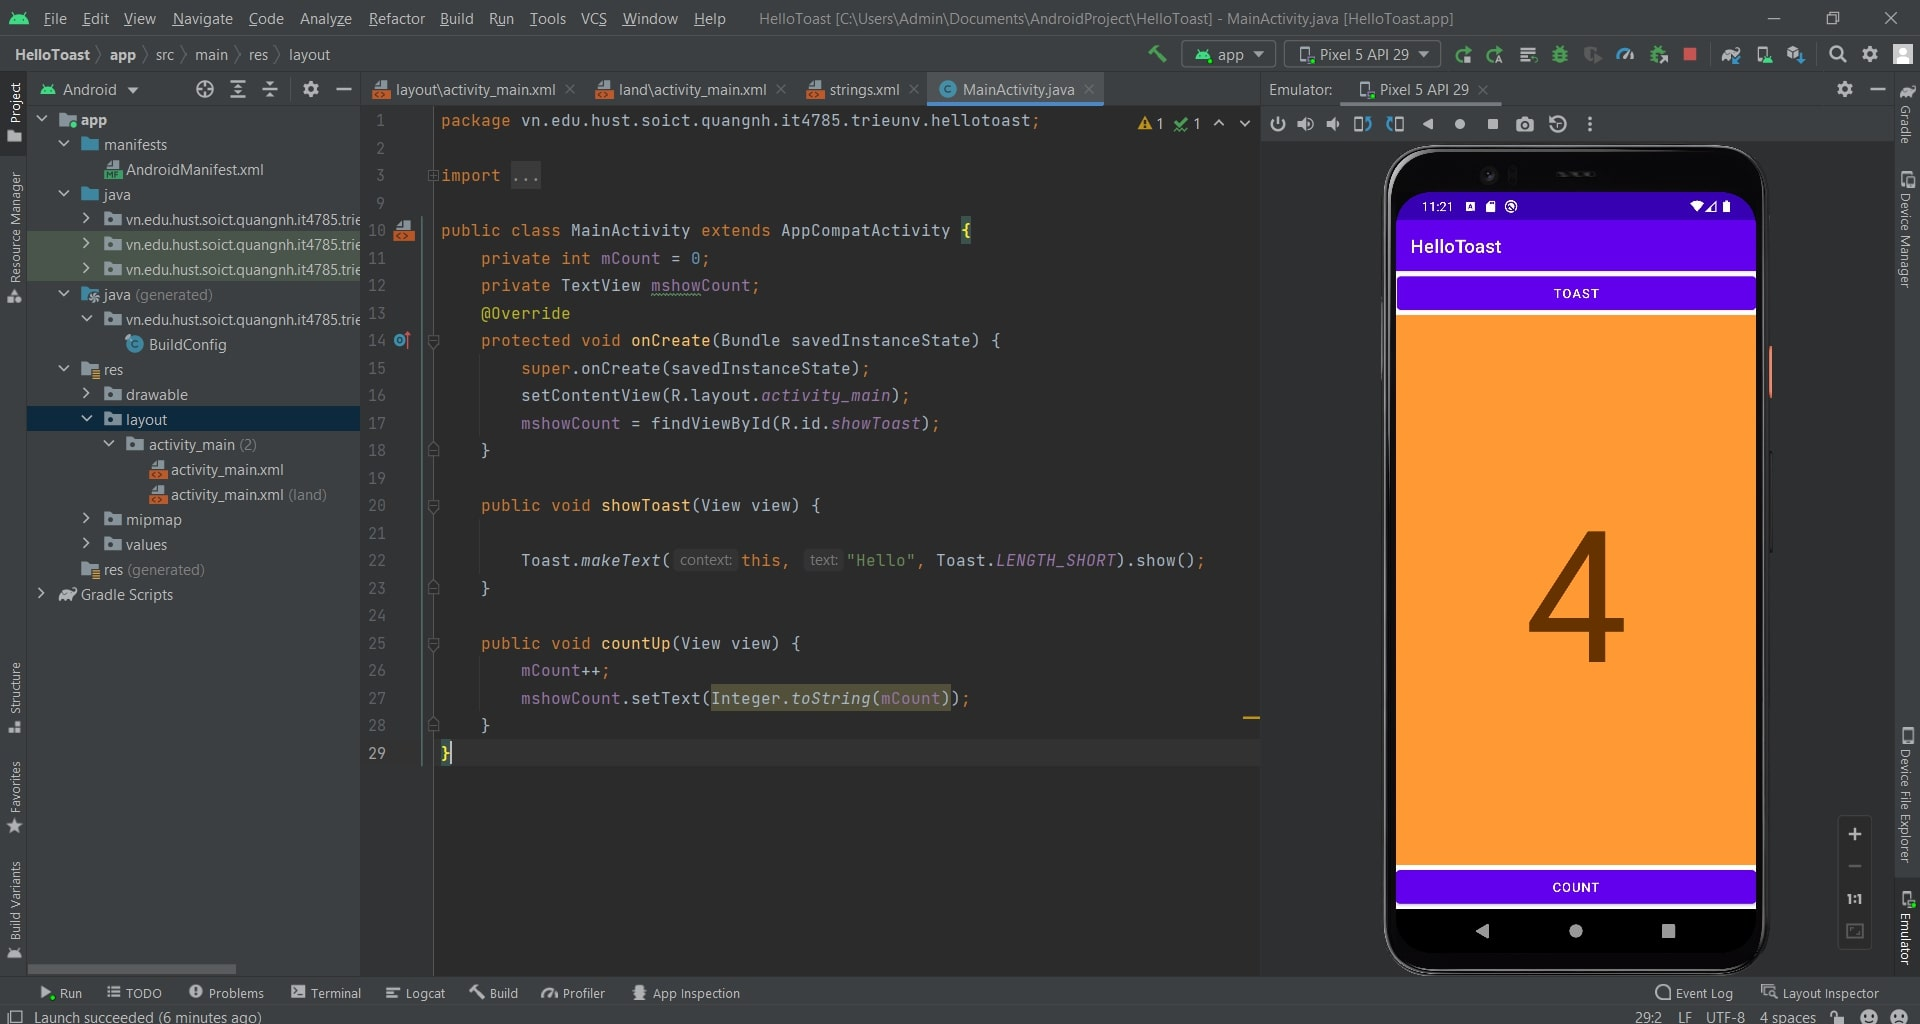 File Edit View Navigate Code Analyze Refactor Build Run Tools VCS Window Help HelloToast [C:\Users\Admin\Documents\AndroidProject\HelloToast] - MainActivity.java [HelloToast.app]
HelloToast app src main res layout app Pixel 5 API 29
Android layout\activity_main.xml land\activity_main.xml strings.xml MainActivity.java Emulator: Pixel 5 API 29
Project
Resource Manager
Structure
Favorites
Build Variants
app
manifests
AndroidManifest.xml
java
vn.edu.hust.soict.quangnh.it4785.trie
vn.edu.hust.soict.quangnh.it4785.trie
vn.edu.hust.soict.quangnh.it4785.trie
java (generated)
vn.edu.hust.soict.quangnh.it4785.trie
BuildConfig
res
drawable
layout
activity_main (2)
activity_main.xml
activity_main.xml (land)
mipmap
values
res (generated)
Gradle Scripts
1 package vn.edu.hust.soict.quangnh.it4785.trieunv.hellotoast; 1 1
2
3 import ...
9
10 public class MainActivity extends AppCompatActivity {
11 private int mCount = 0;
12 private TextView mshowCount;
13 @Override
14 protected void onCreate(Bundle savedInstanceState) {
15 super.onCreate(savedInstanceState);
16 setContentView(R.layout.activity_main);
17 mshowCount = findViewById(R.id.showToast);
18 }
19
20 public void showToast(View view) {
21
22 Toast.makeText( context: this, text: "Hello", Toast.LENGTH_SHORT).show();
23 }
24
25 public void countUp(View view) {
26 mCount++;
27 mshowCount.setText(Integer.toString(mCount));
28 }
29 }
11:21
HelloToast
TOAST
4
COUNT
1:1
Gradle
Device Manager
Device File Explorer
Emulator
Run TODO Problems Terminal Logcat Build Profiler App Inspection Event Log Layout Inspector
Launch succeeded (6 minutes ago) 29:2 LF UTF-8 4 spaces